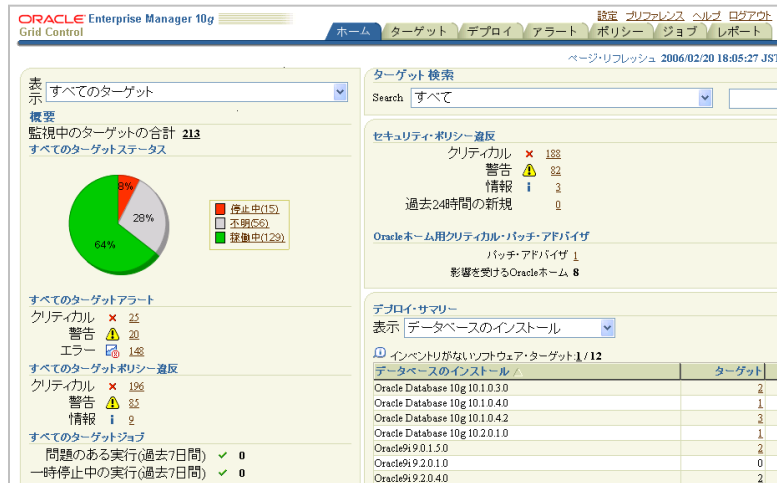 ORACLE Enterprise Manager 10g
Grid Control
設定 プリファレンス ヘルプ ログアウト
ホーム ターゲット デプロイ アラート ポリシー ジョブ レポート
ページ・リフレッシュ 2006/02/20 18:05:27 JST
表示 すべてのターゲット
概要
監視中のターゲットの合計 213
すべてのターゲットステータス
8%
28%
64%
停止中(15)
不明(56)
稼働中(129)
すべてのターゲットアラート
クリティカル 25
警告 20
エラー 148
すべてのターゲットポリシー違反
クリティカル 196
警告 85
情報 9
すべてのターゲットジョブ
問題のある実行(過去7日間) 0
一時停止中の実行(過去7日間) 0
ターゲット検索
Search すべて
セキュリティ・ポリシー違反
クリティカル 188
警告 82
情報 3
過去24時間の新規 0
Oracleホーム用クリティカル・パッチ・アドバイザ
パッチ・アドバイザ 1
影響を受けるOracleホーム 8
デプロイ・サマリー
表示 データベースのインストール
インベントリがないソフトウェア・ターゲット:1 / 12
データベースのインストール ターゲット
Oracle Database 10g 10.1.0.3.0 2
Oracle Database 10g 10.1.0.4.0 1
Oracle Database 10g 10.1.0.4.2 3
Oracle Database 10g 10.2.0.1.0 1
Oracle9i 9.0.1.5.0 2
Oracle9i 9.2.0.1.0 0
Oracle9i 9.2.0.4.0 2